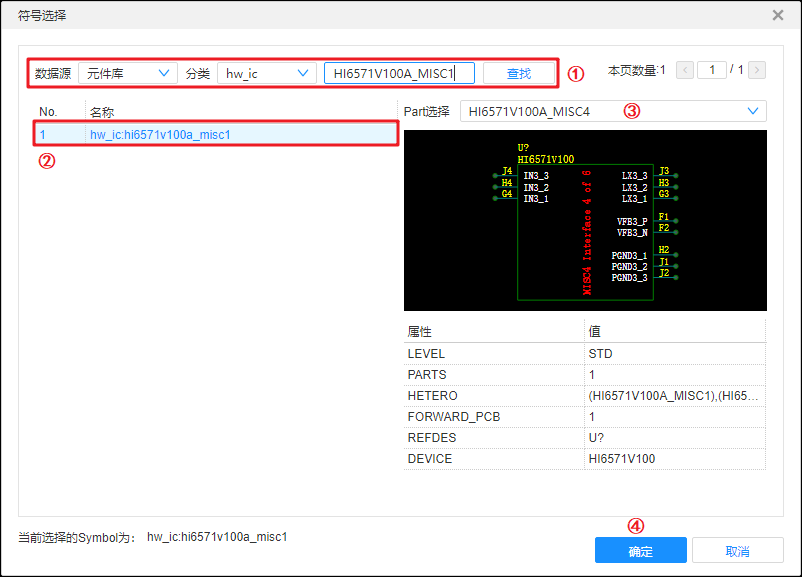 符号选择
数据源 元件库 分类 hw_ic HI6571V100A_MISC1 查找 ① 本页数量:1 < 1 / 1 >
No. 名称
1 hw_ic:hi6571v100a_misc1
②
Part选择 HI6571V100A_MISC4 ③
U?
HI6571V100
J4 IN3_3 LX3_3 J3
H4 IN3_2 LX3_2 H3
G4 IN3_1 LX3_1 G3
VFB3_P F1
VFB3_N F2
PGND3_1 H2
PGND3_2 J1
PGND3_3 J2
MISC4 Interface 4 of 6
属性 值
LEVEL STD
PARTS 1
HETERO (HI6571V100A_MISC1),(HI65...
FORWARD_PCB 1
REFDES U?
DEVICE HI6571V100
当前选择的Symbol为: hw_ic:hi6571v100a_misc1
④
确定 取消